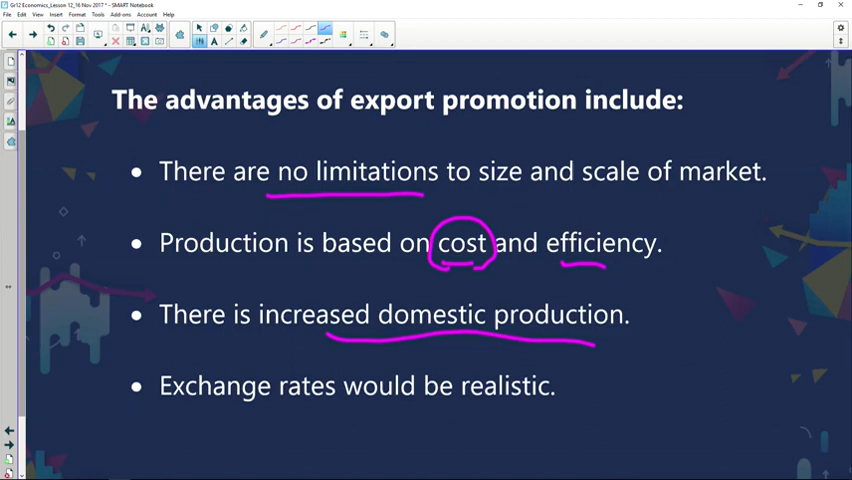 Gr12 Economics_Lesson 12_16 Nov 2017 * - SMART Notebook
File Edit View Insert Format Tools Add-ons Account Help
The advantages of export promotion include:
• There are no limitations to size and scale of market.
• Production is based on cost and efficiency.
• There is increased domestic production.
• Exchange rates would be realistic.